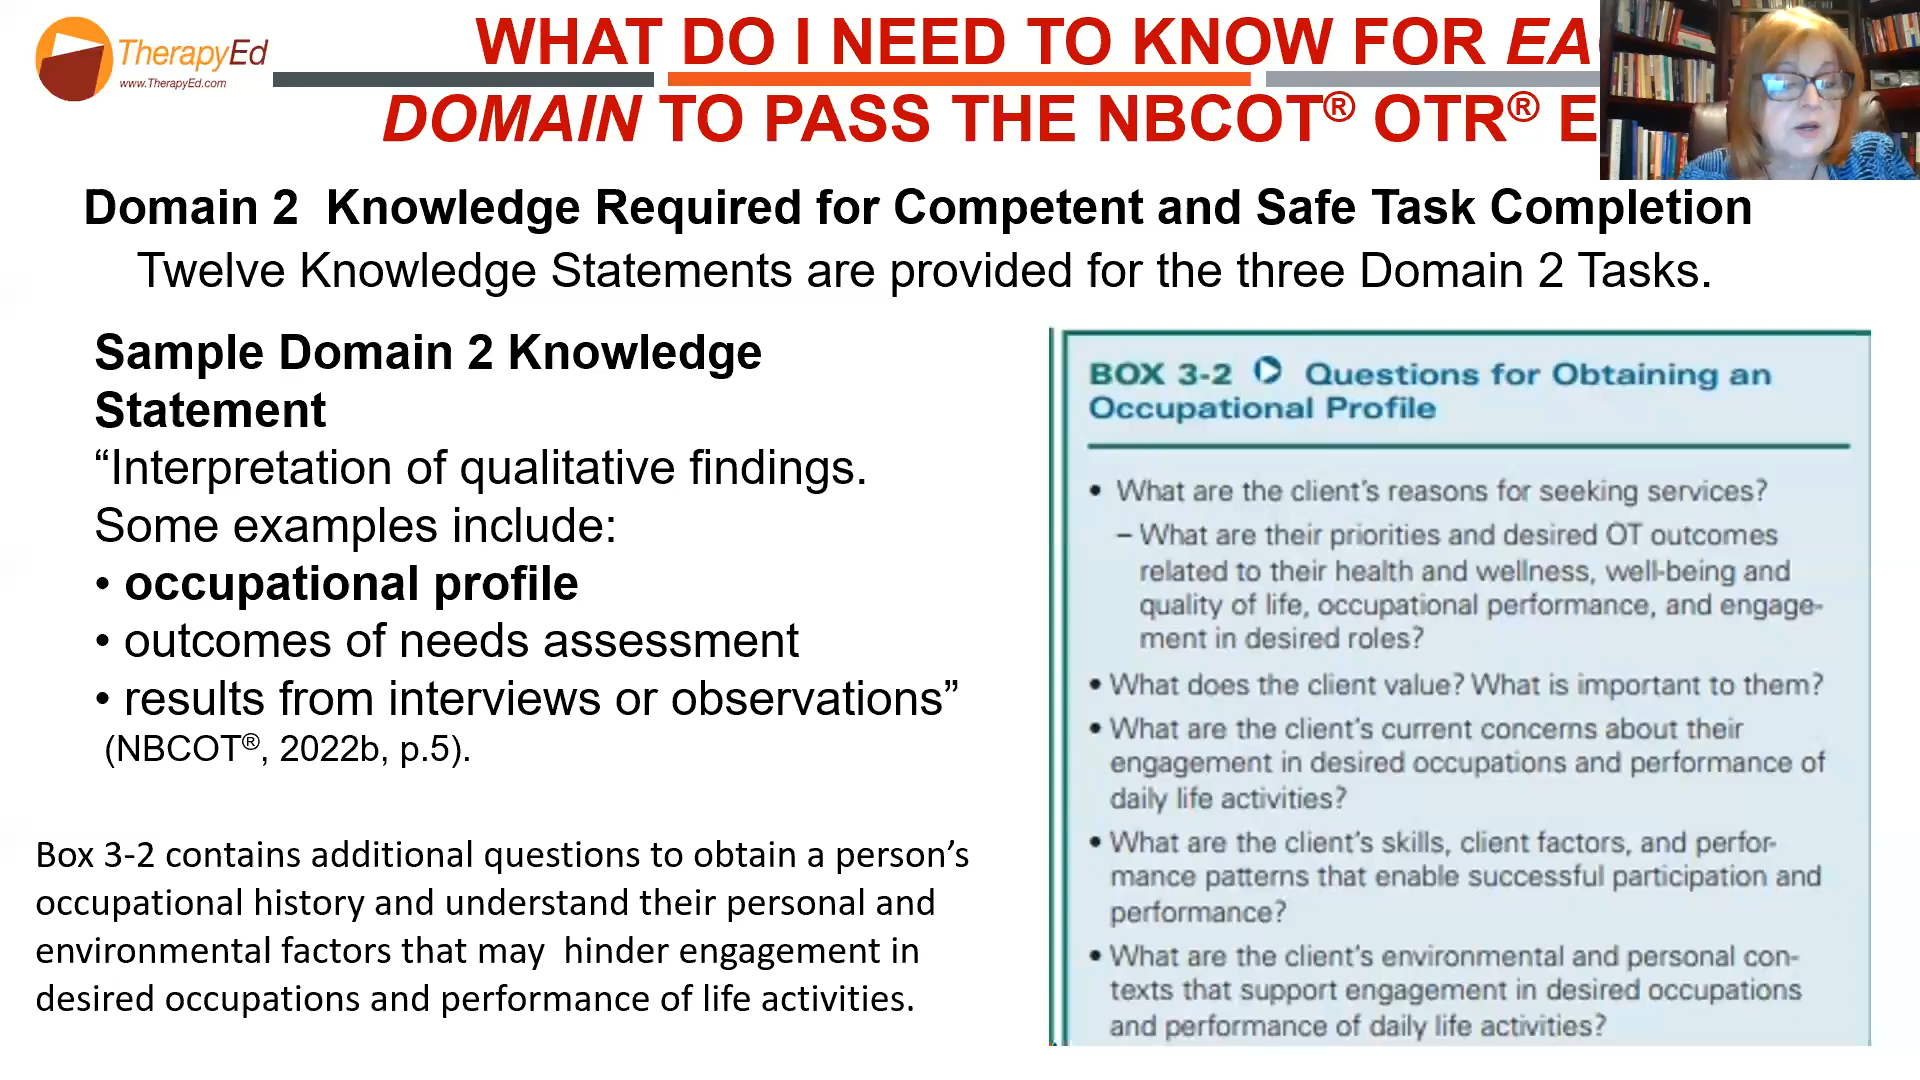 TherapyEd
www.TherapyEd.com
WHAT DO I NEED TO KNOW FOR
DOMAIN TO PASS THE NBCOT® OTR®
Domain 2  Knowledge Required for Competent and Safe Task Completion
Twelve Knowledge Statements are provided for the three Domain 2 Tasks.
Sample Domain 2 Knowledge
Statement
“Interpretation of qualitative findings.
Some examples include:
• occupational profile
• outcomes of needs assessment
• results from interviews or observations”
(NBCOT®, 2022b, p.5).
Box 3-2 contains additional questions to obtain a person’s
occupational history and understand their personal and
environmental factors that may  hinder engagement in
desired occupations and performance of life activities.
BOX 3-2 Questions for Obtaining an
Occupational Profile
• What are the client’s reasons for seeking services?
– What are their priorities and desired OT outcomes
related to their health and wellness, well-being and
quality of life, occupational performance, and engage-
ment in desired roles?
• What does the client value? What is important to them?
• What are the client’s current concerns about their
engagement in desired occupations and performance of
daily life activities?
• What are the client’s skills, client factors, and perfor-
mance patterns that enable successful participation and
performance?
• What are the client’s environmental and personal con-
texts that support engagement in desired occupations
and performance of daily life activities?